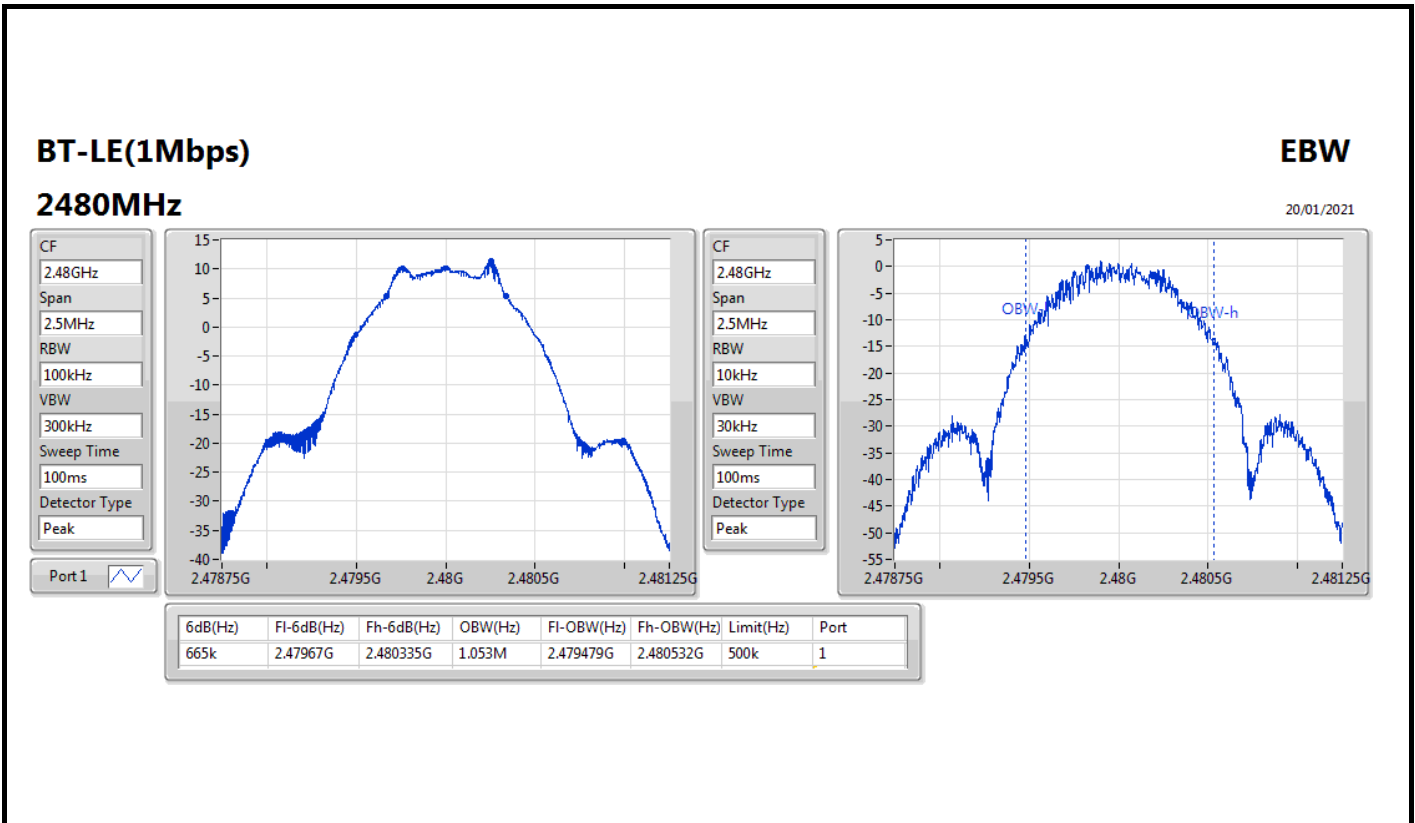 BT-LE(1Mbps)
EBW
2480MHz
20/01/2021
CF
2.48GHz
Span
2.5MHz
RBW
100kHz
VBW
300kHz
Sweep Time
100ms
Detector Type
Peak
Port 1
15
10
5
0
-5
-10
-15
-20
-25
-30
-35
-40
2.47875G 2.4795G 2.48G 2.4805G 2.48125G
CF
2.48GHz
Span
2.5MHz
RBW
10kHz
VBW
30kHz
Sweep Time
100ms
Detector Type
Peak
5
0
-5
-10
-15
-20
-25
-30
-35
-40
-45
-50
-55
OBW- OBW-h
2.47875G 2.4795G 2.48G 2.4805G 2.48125G
6dB(Hz) Fl-6dB(Hz) Fh-6dB(Hz) OBW(Hz) Fl-OBW(Hz) Fh-OBW(Hz) Limit(Hz) Port
665k 2.47967G 2.480335G 1.053M 2.479479G 2.480532G 500k 1